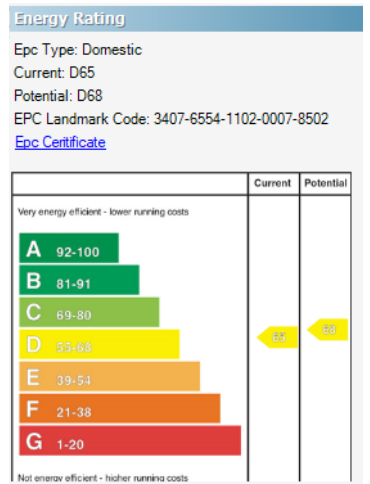 Energy Rating
Epc Type: Domestic
Current: D65
Potential: D68
EPC Landmark Code: 3407-6554-1102-0007-8502
Epc Ceritificate
Current Potential
Very energy efficient - lower running costs
A 92-100
B 81-91
C 69-80
D 55-68
65 68
E 39-54
F 21-38
G 1-20
Not energy efficient - higher running costs